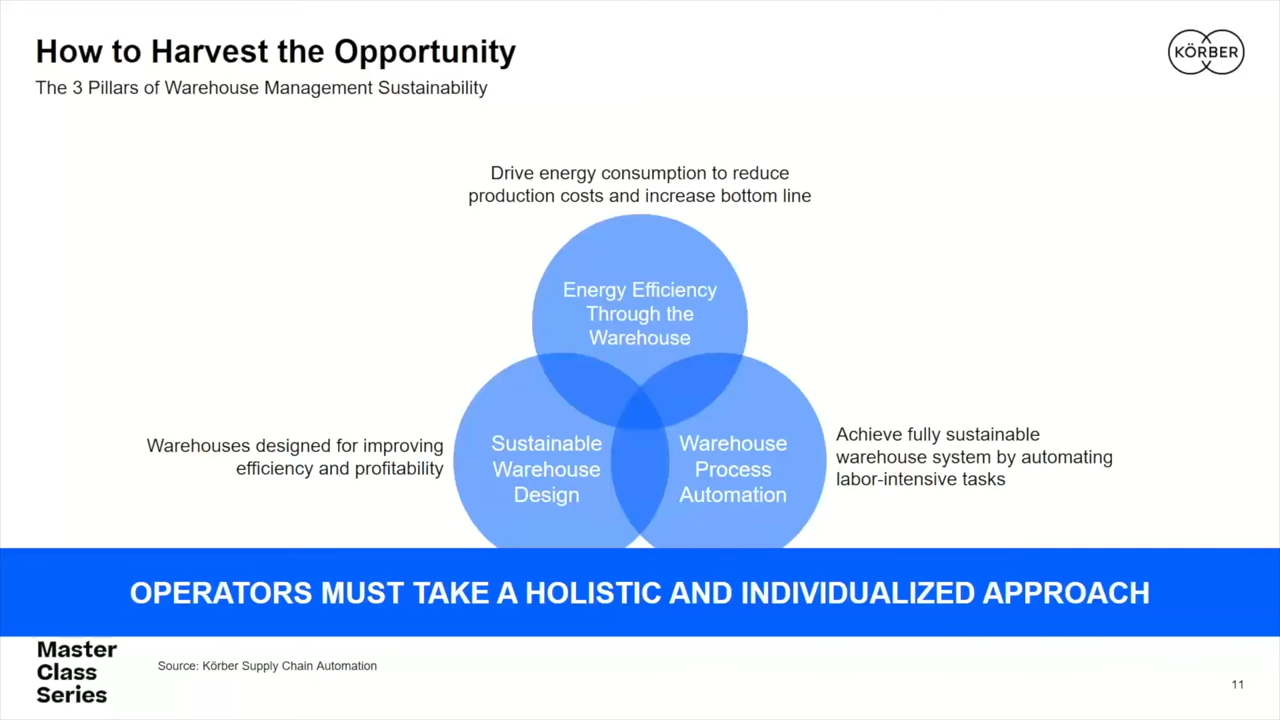 How to Harvest the Opportunity
KÖRBER
The 3 Pillars of Warehouse Management Sustainability
Drive energy consumption to reduce
production costs and increase bottom line
Energy Efficiency
Through the
Warehouse
Warehouses designed for improving
efficiency and profitability
Sustainable
Warehouse
Design
Warehouse
Process
Automation
Achieve fully sustainable
warehouse system by automating
labor-intensive tasks
OPERATORS MUST TAKE A HOLISTIC AND INDIVIDUALIZED APPROACH
Master
Class
Series
Source: Körber Supply Chain Automation
11